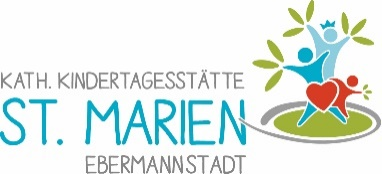 KATH. KINDERTAGESSTÄTTE
ST. MARIEN
EBERMANNSTADT